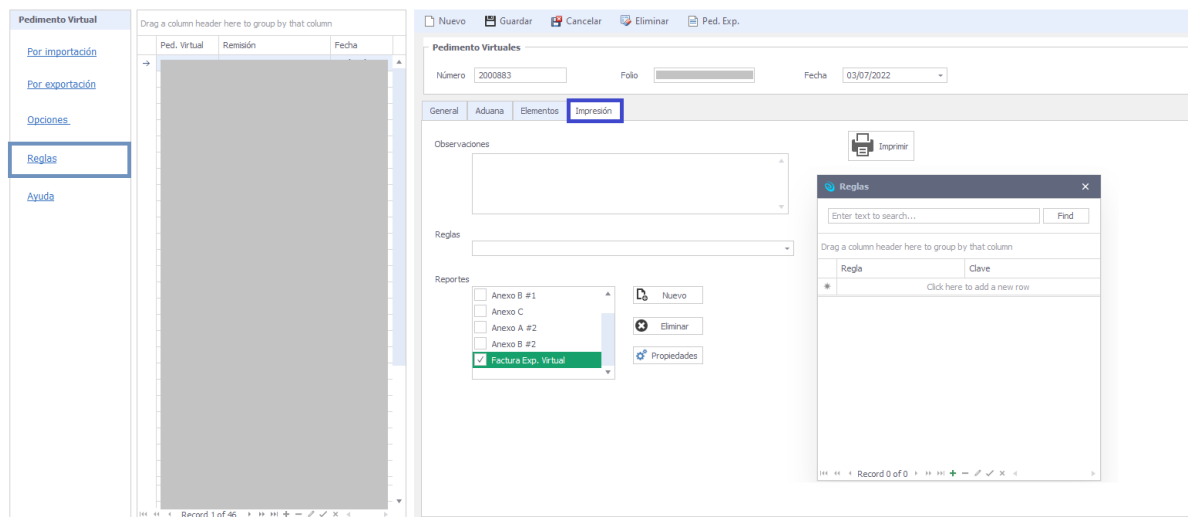 Pedimento Virtual
Por importación
Por exportación
Opciones
Reglas
Ayuda
Drag a column header here to group by that column
Ped. Virtual Remisión Fecha
Record 1 of 46
Nuevo Guardar Cancelar Eliminar Ped. Exp.
Pedimento Virtuales
Número 2000883 Folio Fecha 03/07/2022
General Aduana Elementos Impresión
Observaciones
Imprimir
Reglas
Reportes
Anexo B #1
Anexo C
Anexo A #2
Anexo B #2
Factura Exp. Virtual
Nuevo
Eliminar
Propiedades
Reglas
Enter text to search... Find
Drag a column header here to group by that column
Regla Clave
Click here to add a new row
Record 0 of 0